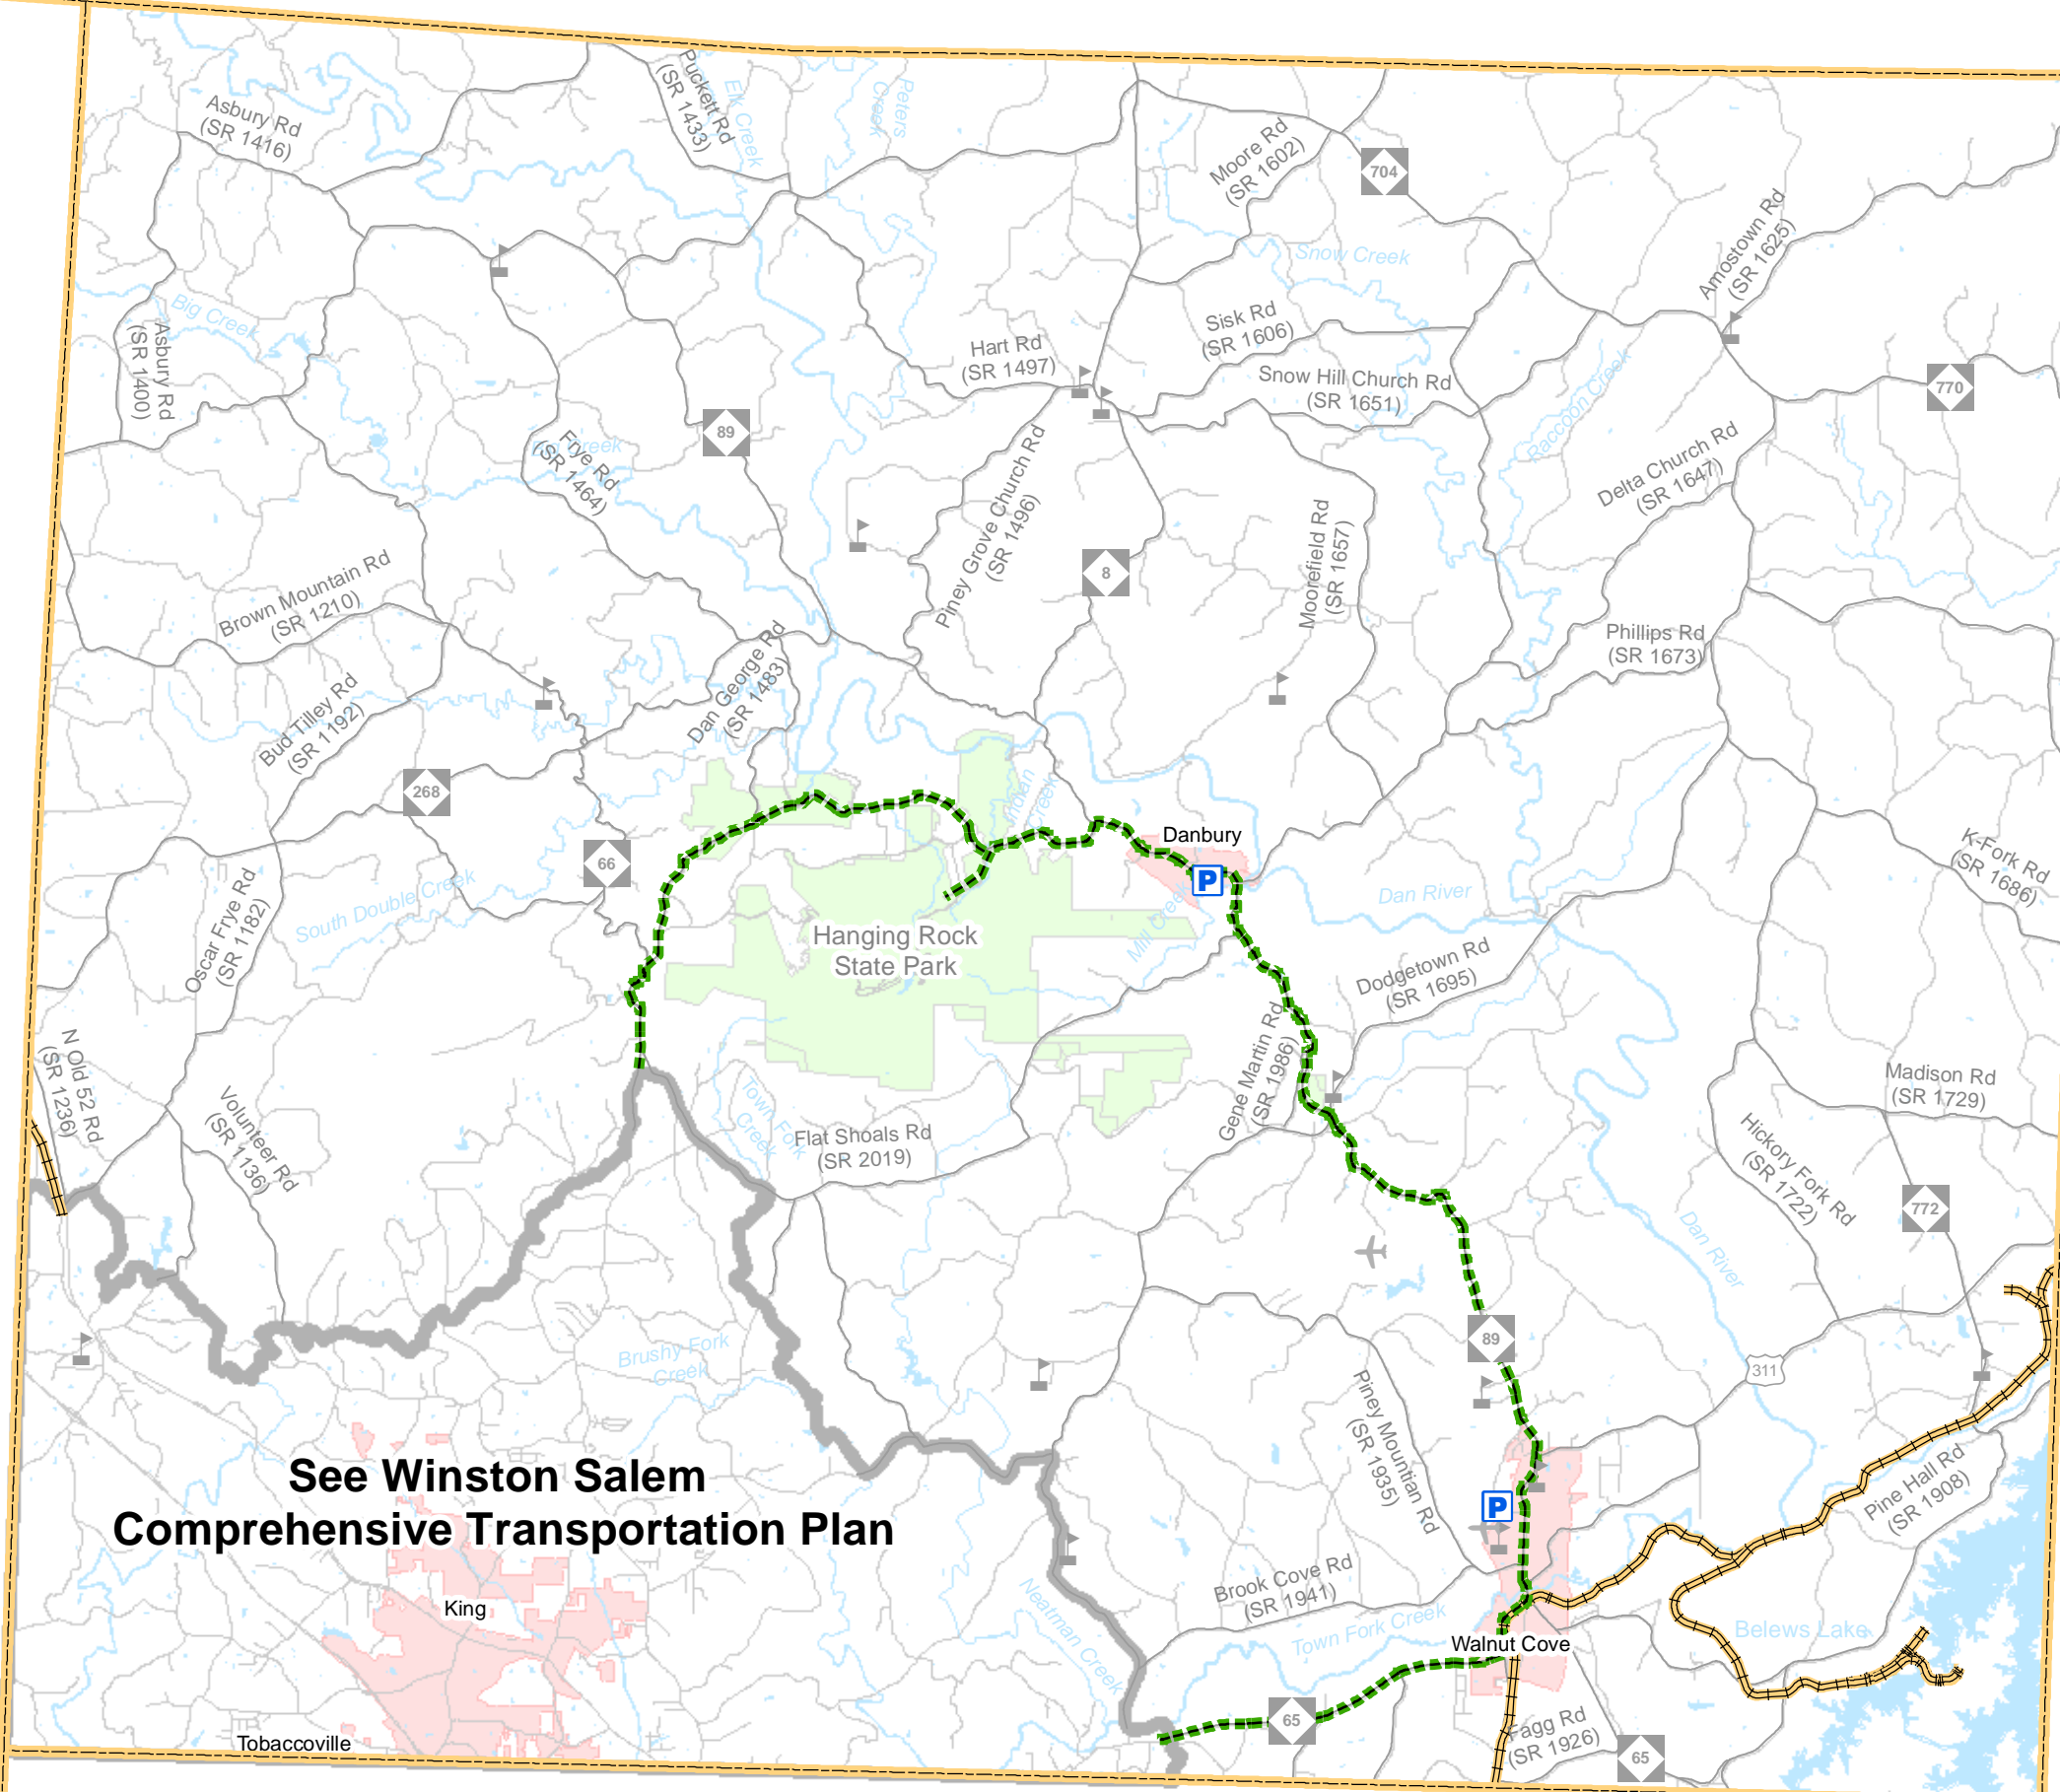 Asbury Rd
(SR 1416)
Puckett Rd
(SR 1433)
Elk Creek
Peters
Creek
Moore Rd
(SR 1602)
704
Amostown Rd
(SR 1625)
Snow Creek
Big Creek
Asbury Rd
(SR 1400)
Hart Rd
(SR 1497)
Sisk Rd
(SR 1606)
Snow Hill Church Rd
(SR 1651)
770
Raccoon Creek
89
Frye Rd
(SR 1464)
Big Creek
Piney Grove Church Rd
(SR 1496)
Delta Church Rd
(SR 1647)
8
Moorefield Rd
(SR 1657)
Brown Mountain Rd
(SR 1210)
Phillips Rd
(SR 1673)
Dan George Rd
(SR 1483)
Bud Tilley Rd
(SR 1192)
268
Indian
Creek
66
Danbury
P
K-Fork Rd
(SR 1686)
Oscar Frye Rd
(SR 1182)
South Double Creek
Dan River
Mill Creek
Hanging Rock
State Park
Dodgetown Rd
(SR 1695)
N Old 52 Rd
(SR 1236)
Gene Martin Rd
(SR 1986)
Madison Rd
(SR 1729)
Volunteer Rd
(SR 1136)
Town Fork
Creek
Flat Shoals Rd
(SR 2019)
Hickory Fork Rd
(SR 1722)
772
Dan River
89
311
Brushy Fork
Creek
Piney Mountian Rd
(SR 1935)
See Winston Salem
Comprehensive Transportation Plan
P
Pine Hall Rd
(SR 1908)
King
Brook Cove Rd
(SR 1941)
Neatman Creek
Town Fork Creek
Walnut Cove
Belews Lake
65
Fagg Rd
(SR 1926)
65
Tobaccoville